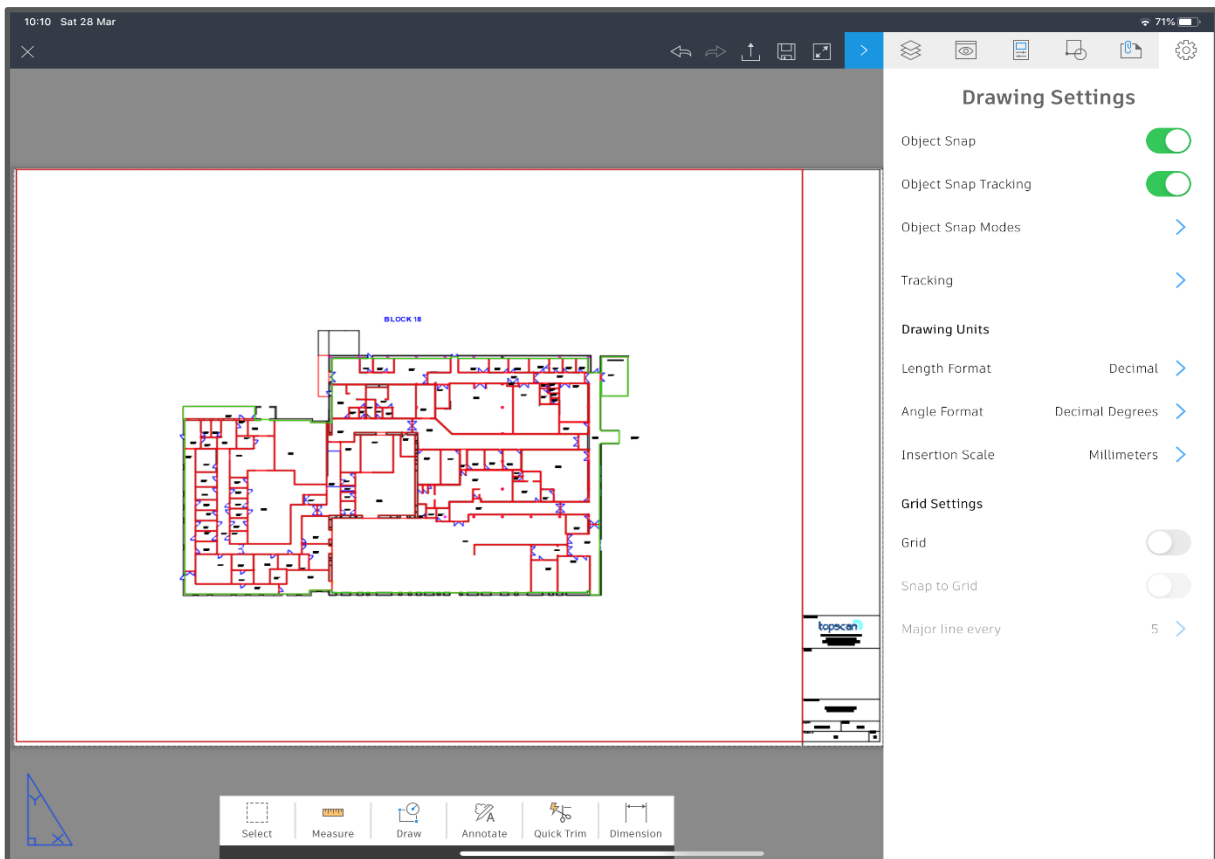 10:10 Sat 28 Mar
71%
Drawing Settings
Object Snap
Object Snap Tracking
Object Snap Modes
Tracking
Drawing Units
Length Format Decimal
Angle Format Decimal Degrees
Insertion Scale Millimeters
Grid Settings
Grid
Snap to Grid
Major line every 5
BLOCK 18
topscan
Y
X
Select Measure Draw Annotate Quick Trim Dimension